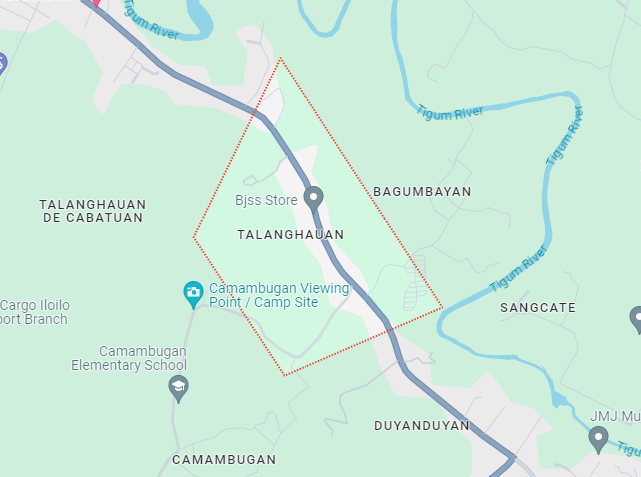 Tigum River
Tigum River
Tigum River
BAGUMBAYAN
Bjss Store
TALANGHAUAN
DE CABATUAN
TALANGHAUAN
Tigum River
Camambugan Viewing
Point / Camp Site
Cargo Iloilo
port Branch
SANGCATE
Camambugan
Elementary School
JMJ Mu
DUYANDUYAN
Tigu
CAMAMBUGAN